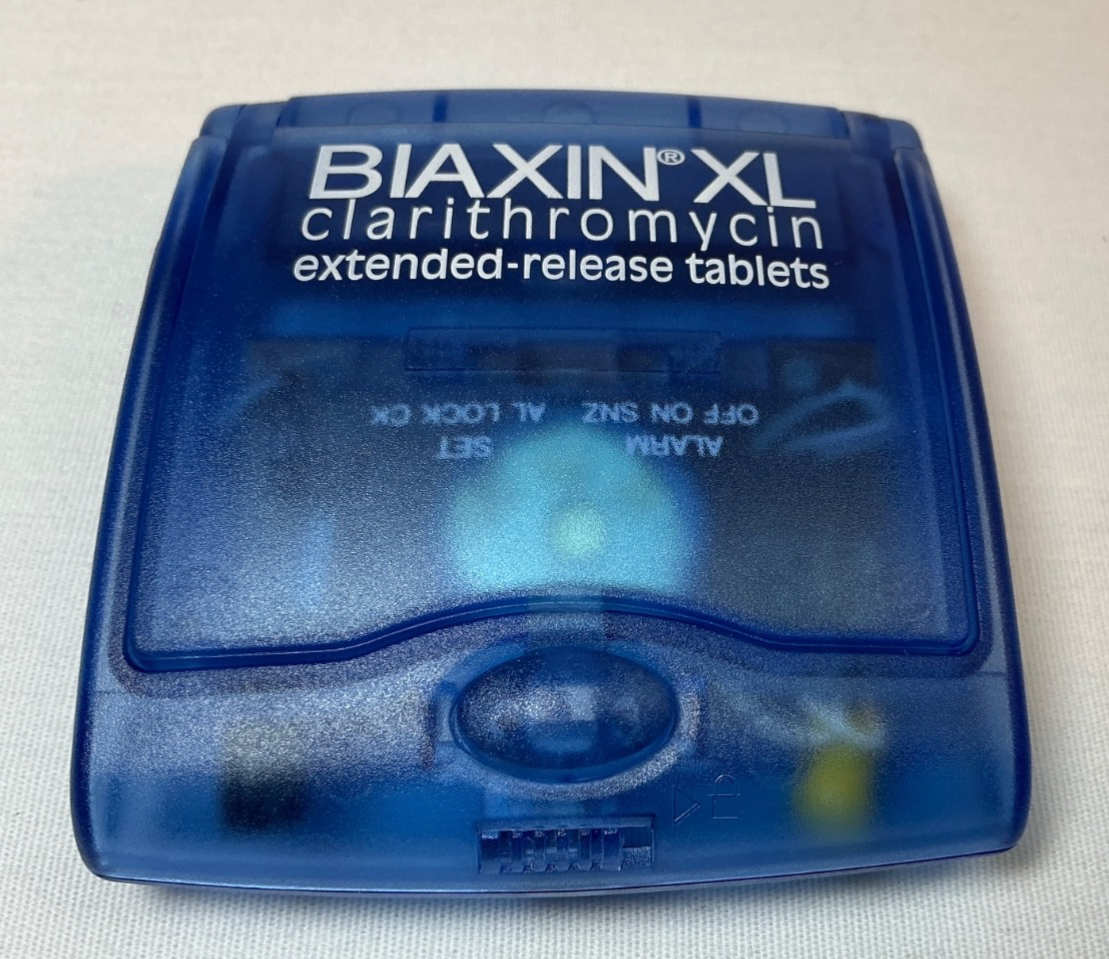 BIAXIN® XL
clarithromycin
extended-release tablets
ALARM SET
OFF ON SNZ AL LOCK CK